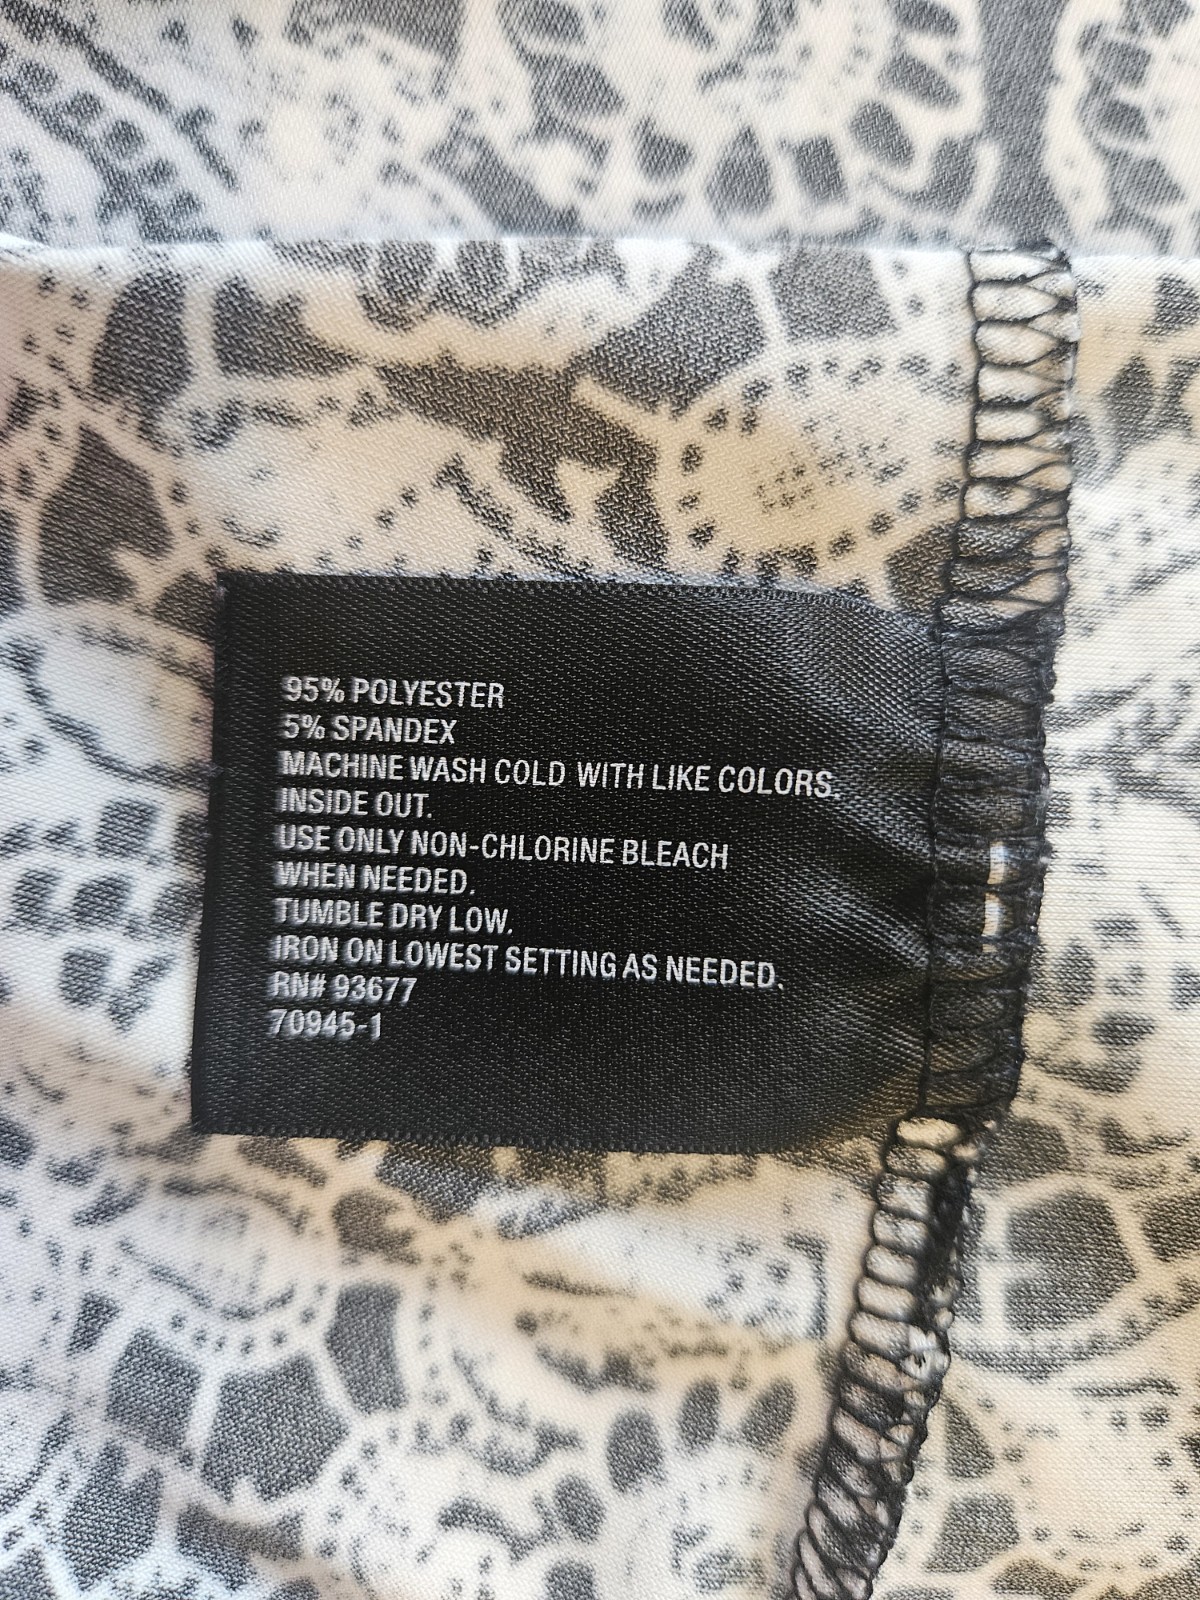 95% POLYESTER
5% SPANDEX
MACHINE WASH COLD WITH LIKE COLORS.
INSIDE OUT.
USE ONLY NON-CHLORINE BLEACH
WHEN NEEDED.
TUMBLE DRY LOW.
IRON ON LOWEST SETTING AS NEEDED.
RN# 93677
70945-1